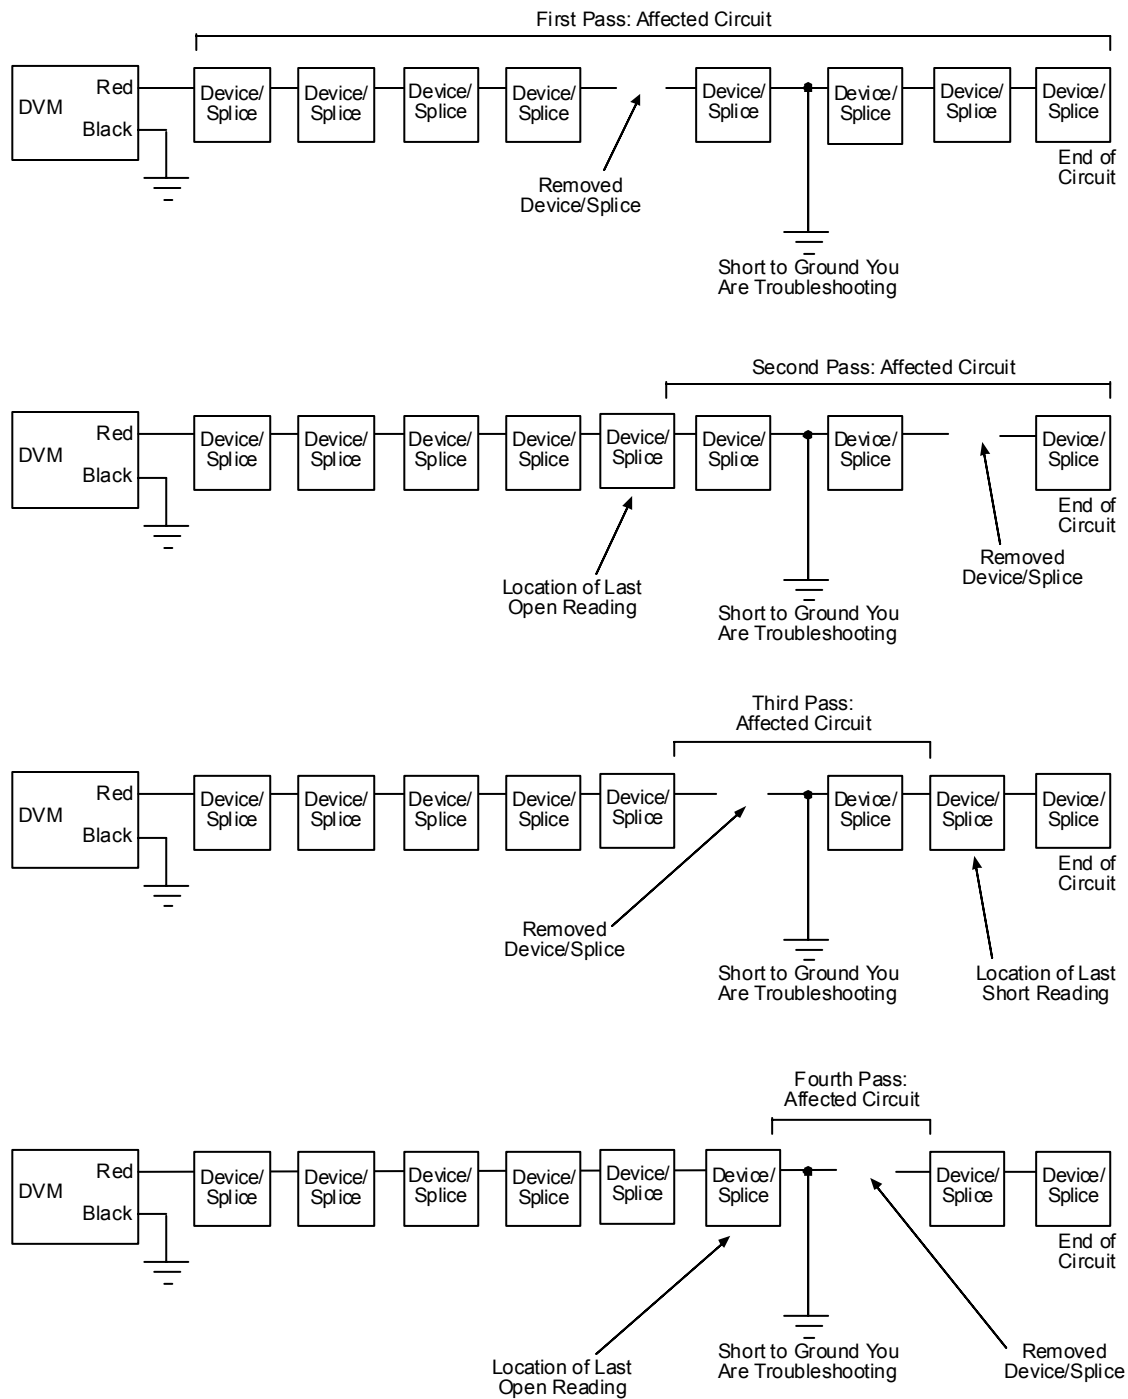 First Pass: Affected Circuit
DVM
Red
Black
Device/
Splice
Device/
Splice
Device/
Splice
Device/
Splice
Device/
Splice
Device/
Splice
Device/
Splice
Device/
Splice
End of
Circuit
Removed
Device/Splice
Short to Ground You
Are Troubleshooting
Second Pass: Affected Circuit
DVM
Red
Black
Device/
Splice
Device/
Splice
Device/
Splice
Device/
Splice
Device/
Splice
Device/
Splice
Device/
Splice
Device/
Splice
End of
Circuit
Location of Last
Open Reading
Short to Ground You
Are Troubleshooting
Removed
Device/Splice
Third Pass:
Affected Circuit
DVM
Red
Black
Device/
Splice
Device/
Splice
Device/
Splice
Device/
Splice
Device/
Splice
Device/
Splice
Device/
Splice
Device/
Splice
End of
Circuit
Removed
Device/Splice
Short to Ground You
Are Troubleshooting
Location of Last
Short Reading
Fourth Pass:
Affected Circuit
DVM
Red
Black
Device/
Splice
Device/
Splice
Device/
Splice
Device/
Splice
Device/
Splice
Device/
Splice
Device/
Splice
Device/
Splice
End of
Circuit
Location of Last
Open Reading
Short to Ground You
Are Troubleshooting
Removed
Device/Splice